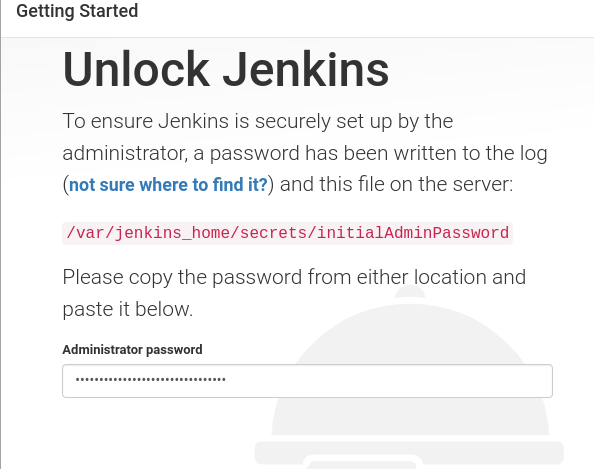 Getting Started
Unlock Jenkins
To ensure Jenkins is securely set up by the
administrator, a password has been written to the log
(not sure where to find it?) and this file on the server:
/var/jenkins_home/secrets/initialAdminPassword
Please copy the password from either location and
paste it below.
Administrator password
••••••••••••••••••••••••••••••••